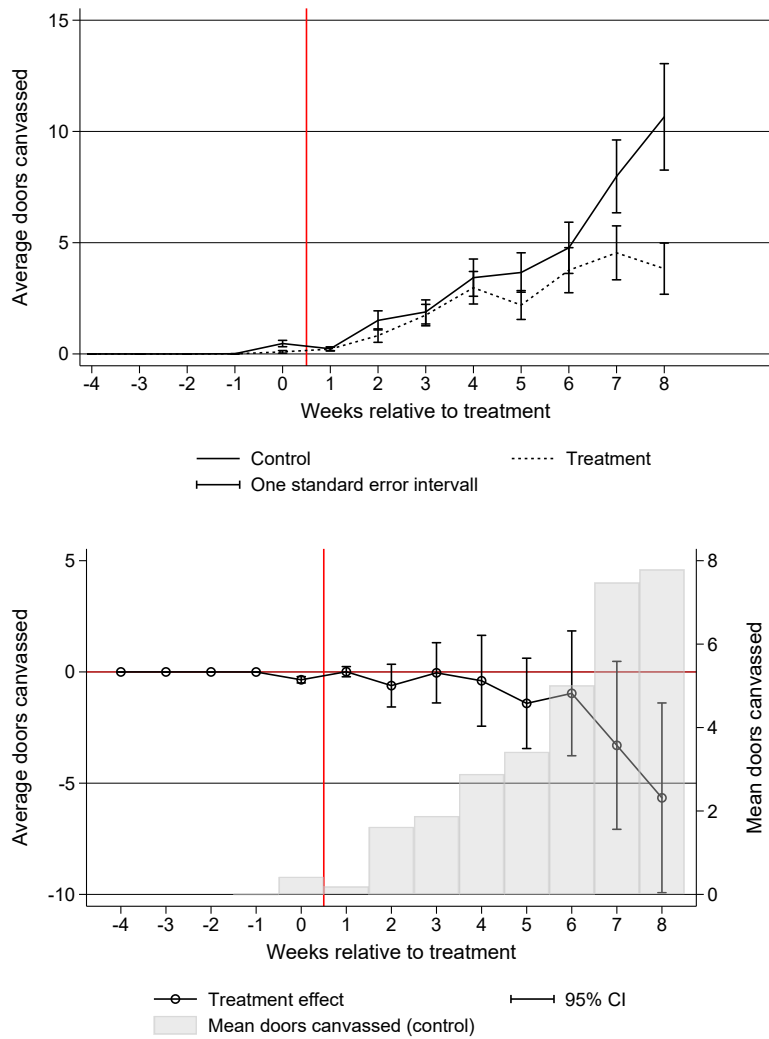 15
10
5
0
Average doors canvassed
-4 -3 -2 -1 0 1 2 3 4 5 6 7 8
Weeks relative to treatment
Control
Treatment
One standard error intervall
5
0
-5
-10
Average doors canvassed
8
6
4
2
0
Mean doors canvassed
-4 -3 -2 -1 0 1 2 3 4 5 6 7 8
Weeks relative to treatment
Treatment effect
95% CI
Mean doors canvassed (control)